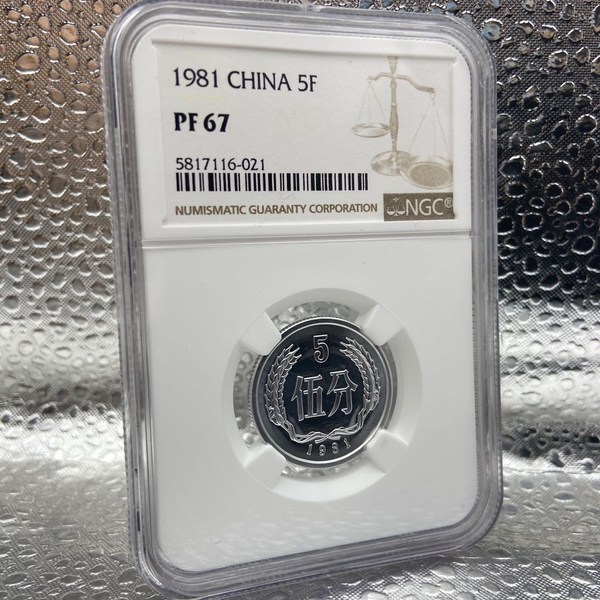 1981 CHINA 5F
PF 67
5817116-021
NUMISMATIC GUARANTY CORPORATION
NGC®
5
伍分
1981